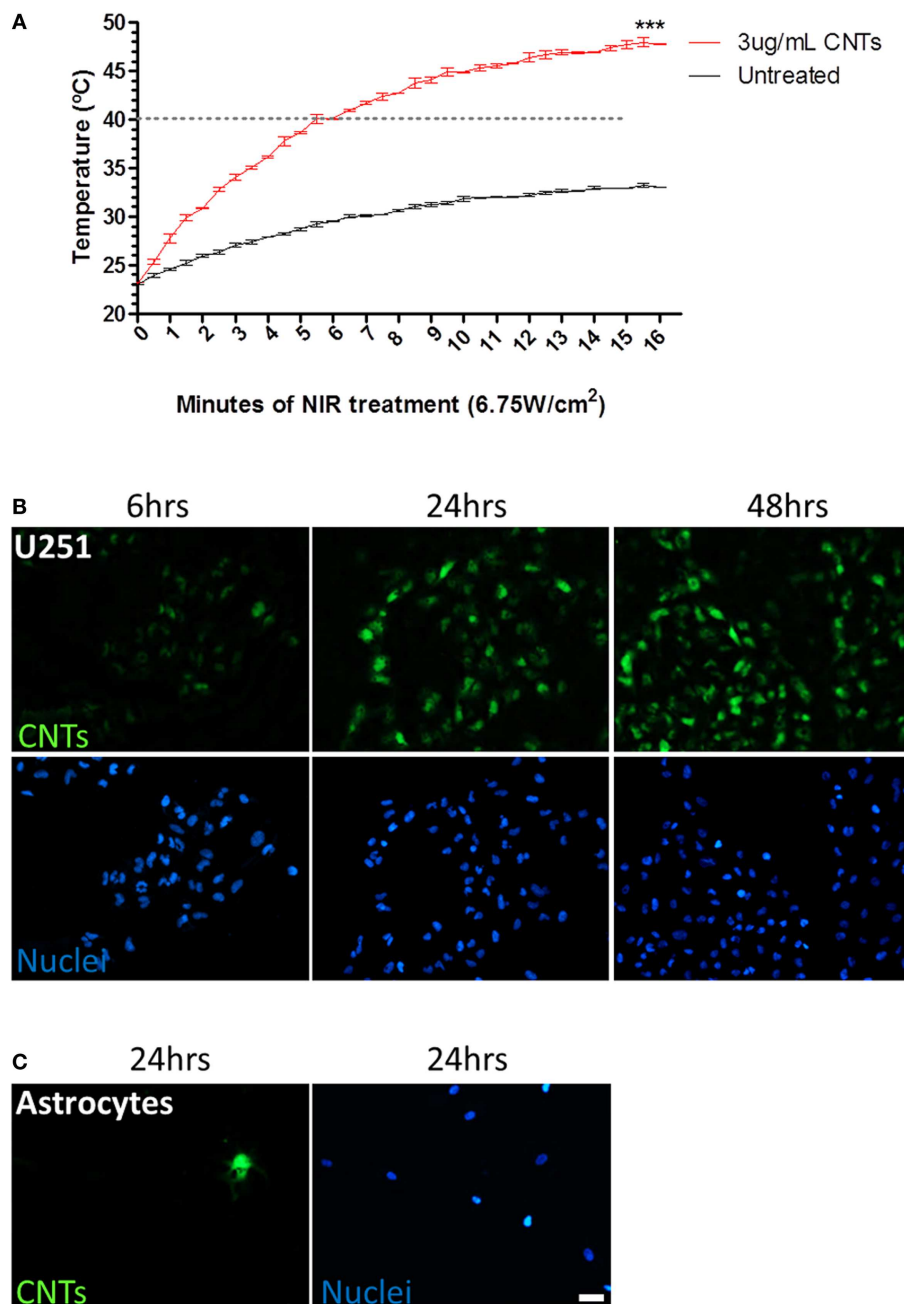 A
50
45
40
35
30
25
20
Temperature (ºC)
***
3ug/mL CNTs
Untreated
0 1 2 3 4 5 6 7 8 9 10 11 12 13 14 15 16
Minutes of NIR treatment (6.75W/cm²)
B
6hrs 24hrs 48hrs
U251
CNTs
Nuclei
C
24hrs 24hrs
Astrocytes
CNTs Nuclei